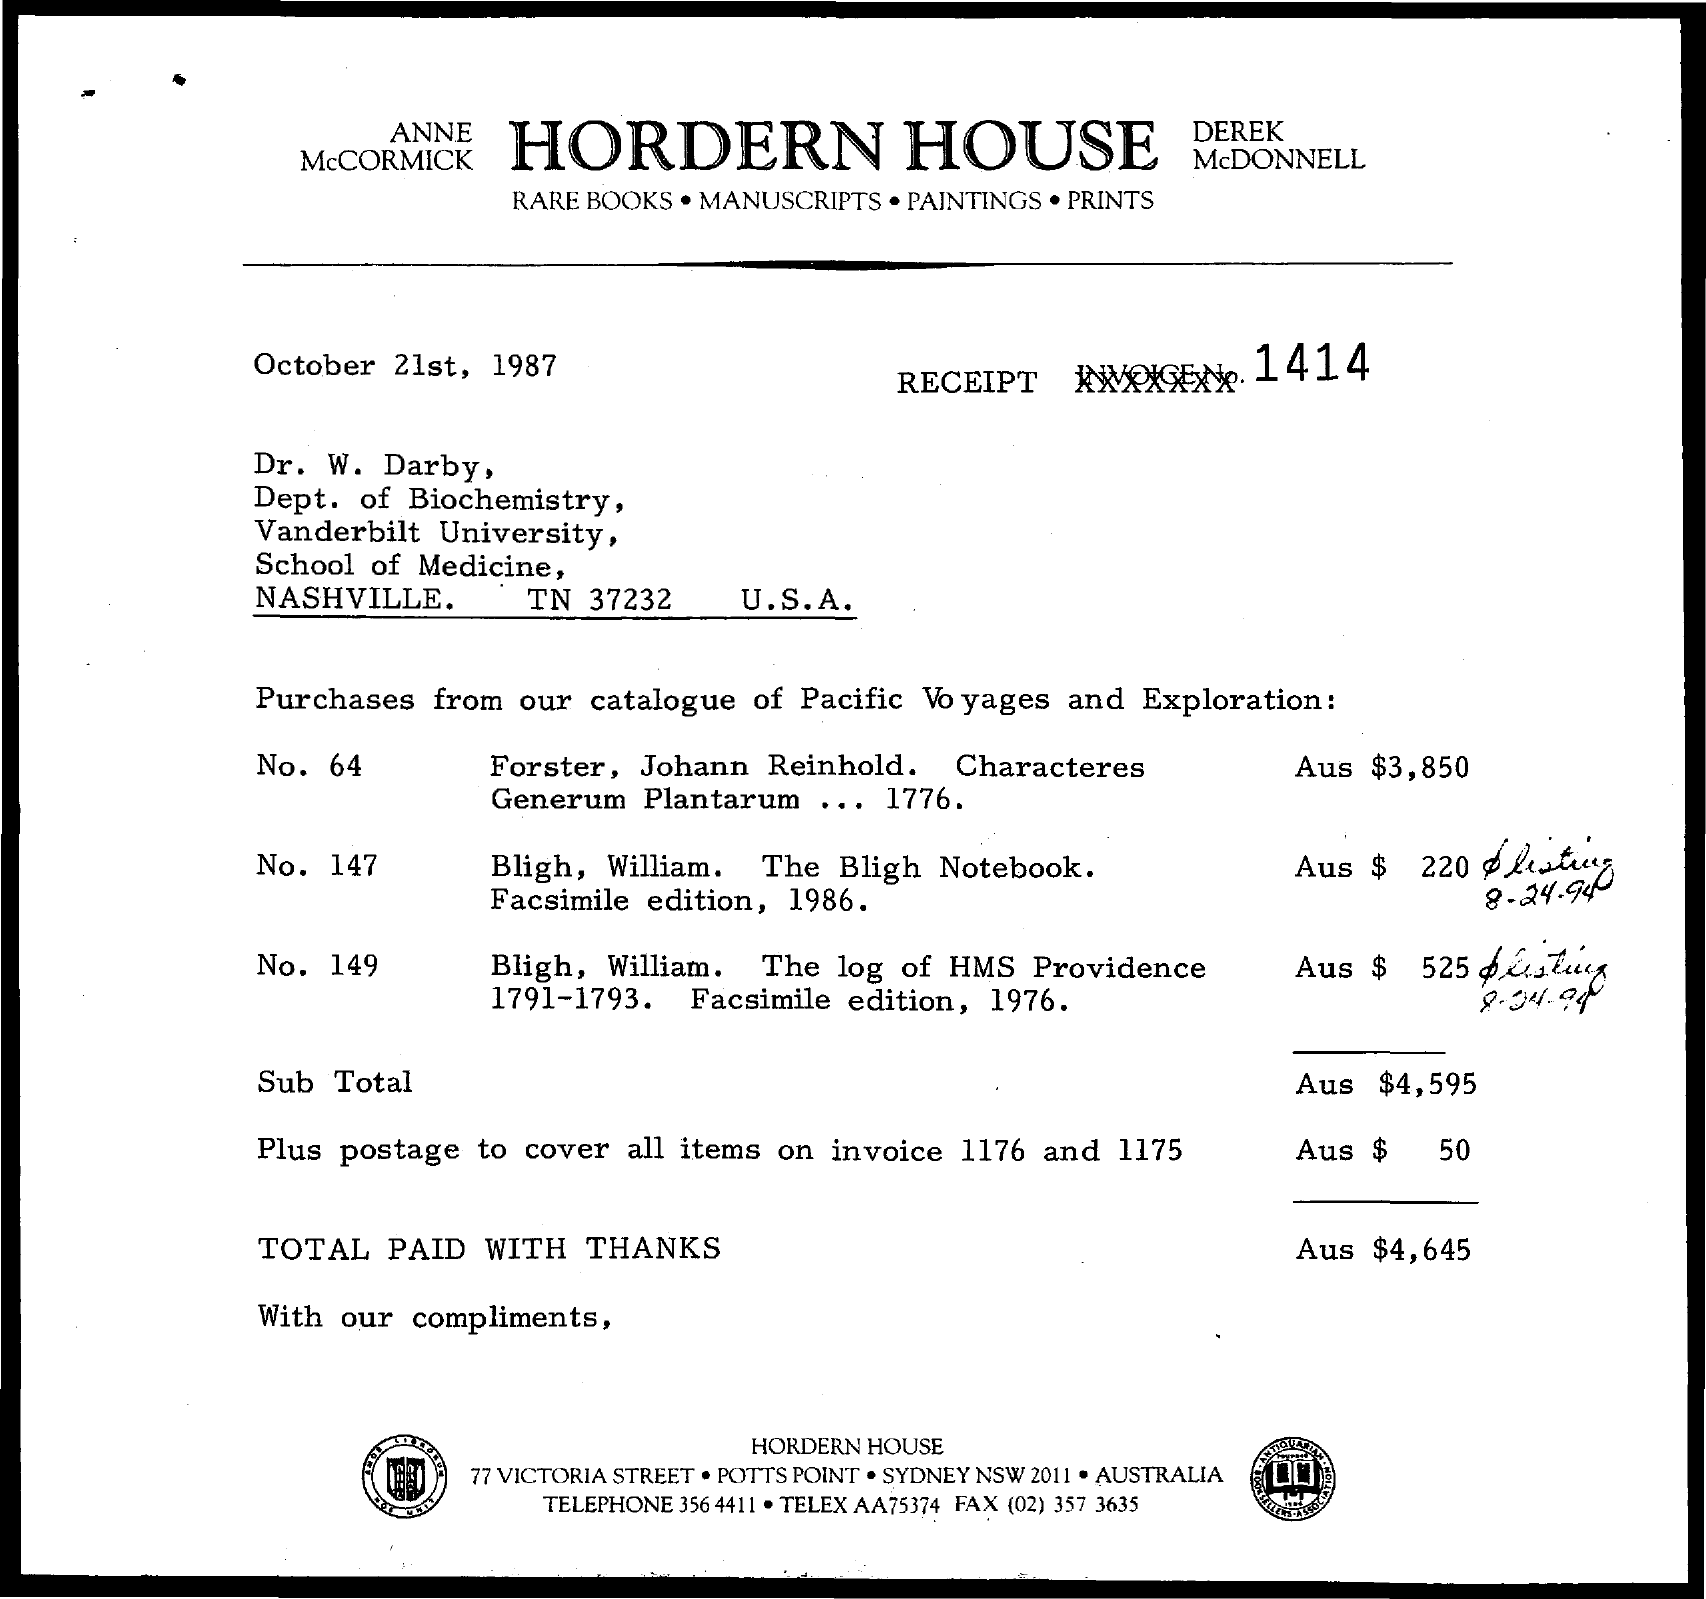 ANNE
McCORMICK
HORDERN HOUSE
DEREK
McDONNELL
RARE BOOKS • MANUSCRIPTS • PAINTINGS • PRINTS
October 21st, 1987
RECEIPT INVOICE No. 1414
Dr. W. Darby,
Dept. of Biochemistry,
Vanderbilt University,
School of Medicine,
NASHVILLE. TN 37232 U.S.A.
Purchases from our catalogue of Pacific Voyages and Exploration:
No. 64 Forster, Johann Reinhold. Characteres Aus $3,850
Generum Plantarum ... 1776.
No. 147 Bligh, William. The Bligh Notebook. Aus $ 220 listing
Facsimile edition, 1986. 8-24-94
No. 149 Bligh, William. The log of HMS Providence Aus $ 525 listing
1791-1793. Facsimile edition, 1976. 8-24-94
Sub Total Aus $4,595
Plus postage to cover all items on invoice 1176 and 1175 Aus $ 50
TOTAL PAID WITH THANKS Aus $4,645
With our compliments,
HORDERN HOUSE
77 VICTORIA STREET • POTTS POINT • SYDNEY NSW 2011 • AUSTRALIA
TELEPHONE 356 4411 • TELEX AA75374 FAX (02) 357 3635